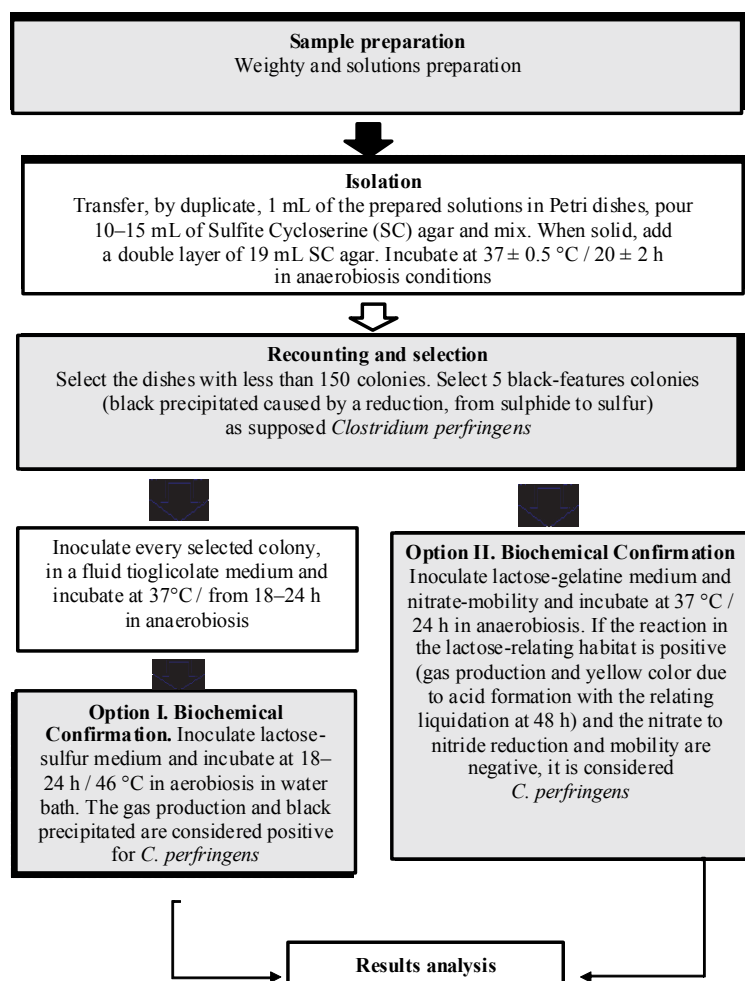 Sample preparation
Weighty and solutions preparation
Isolation
Transfer, by duplicate, 1 mL of the prepared solutions in Petri dishes, pour
10–15 mL of Sulfite Cycloserine (SC) agar and mix. When solid, add
a double layer of 19 mL SC agar. Incubate at 37 ± 0.5 °C / 20 ± 2 h
in anaerobiosis conditions
Recounting and selection
Select the dishes with less than 150 colonies. Select 5 black-features colonies
(black precipitated caused by a reduction, from sulphide to sulfur)
as supposed Clostridium perfringens
Inoculate every selected colony,
in a fluid tioglicolate medium and
incubate at 37°C / from 18–24 h
in anaerobiosis
Option I. Biochemical
Confirmation. Inoculate lactose-
sulfur medium and incubate at 18–
24 h / 46 °C in aerobiosis in water
bath. The gas production and black
precipitated are considered positive
for C. perfringens
Option II. Biochemical Confirmation
Inoculate lactose-gelatine medium and
nitrate-mobility and incubate at 37 °C /
24 h in anaerobiosis. If the reaction in
the lactose-relating habitat is positive
(gas production and yellow color due
to acid formation with the relating
liquidation at 48 h) and the nitrate to
nitride reduction and mobility are
negative, it is considered
C. perfringens
Results analysis